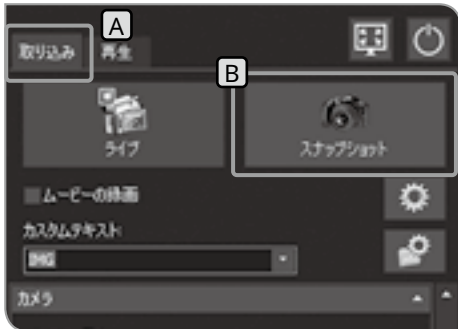 A
取り込み 再生
B
ライブ スナップショット
ムービーの録画
カスタムテキスト
IMG
カメラ